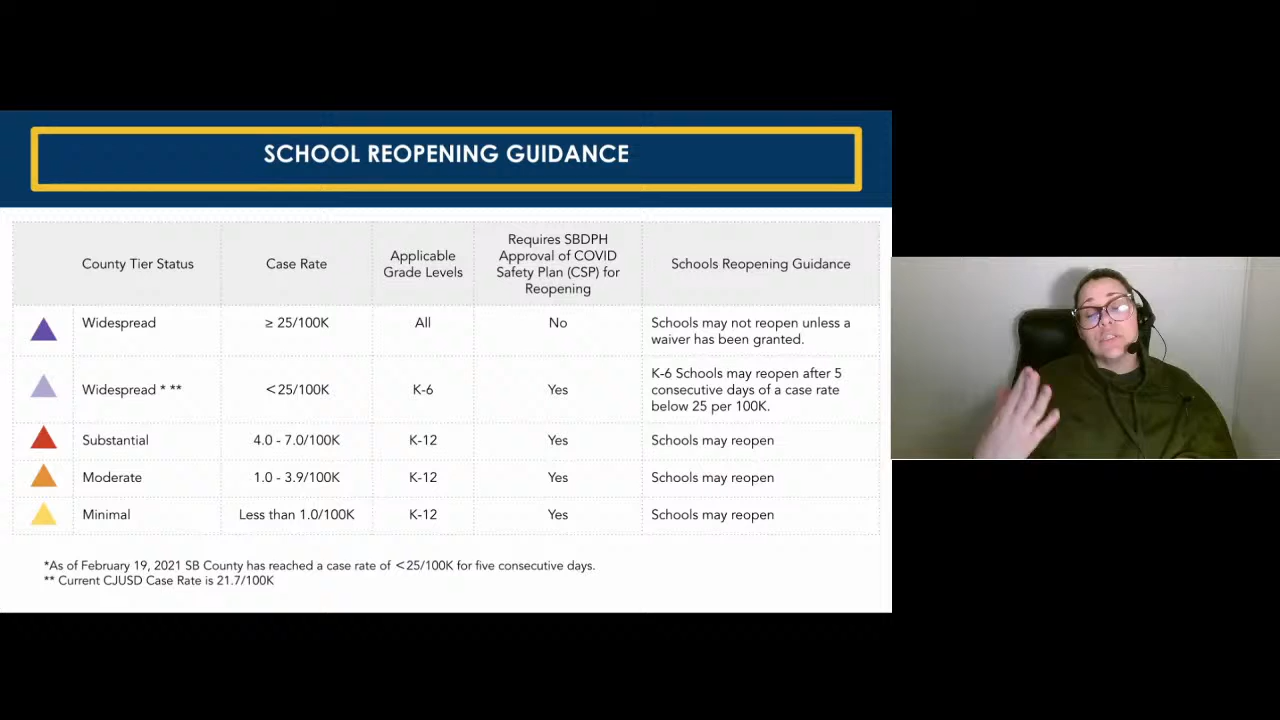 SCHOOL REOPENING GUIDANCE
County Tier Status
Case Rate
Applicable
Grade Levels
Requires SBDPH
Approval of COVID
Safety Plan (CSP) for
Reopening
Schools Reopening Guidance
Widespread
≥ 25/100K
All
No
Schools may not reopen unless a
waiver has been granted.
Widespread * **
<25/100K
K-6
Yes
K-6 Schools may reopen after 5
consecutive days of a case rate
below 25 per 100K.
Substantial
4.0 - 7.0/100K
K-12
Yes
Schools may reopen
Moderate
1.0 - 3.9/100K
K-12
Yes
Schools may reopen
Minimal
Less than 1.0/100K
K-12
Yes
Schools may reopen
*As of February 19, 2021 SB County has reached a case rate of <25/100K for five consecutive days.
** Current CJUSD Case Rate is 21.7/100K